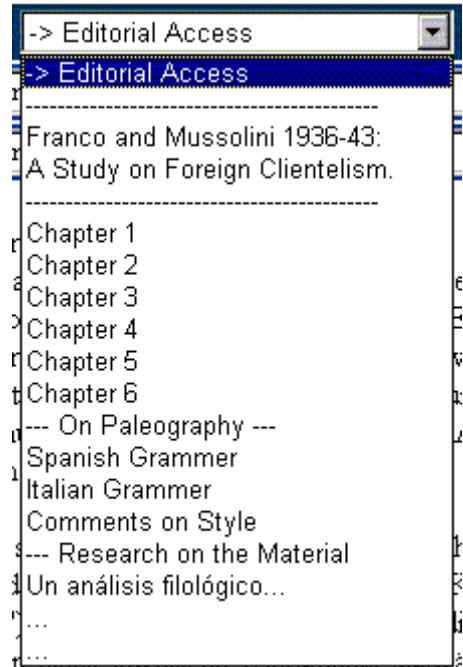 -> Editorial Access
-> Editorial Access
-------------------------------------
Franco and Mussolini 1936-43:
A Study on Foreign Clientelism.
-------------------------------------
Chapter 1
Chapter 2
Chapter 3
Chapter 4
Chapter 5
Chapter 6
--- On Paleography ---
Spanish Grammer
Italian Grammer
Comments on Style
--- Research on the Material
Un análisis filológico...
...
...